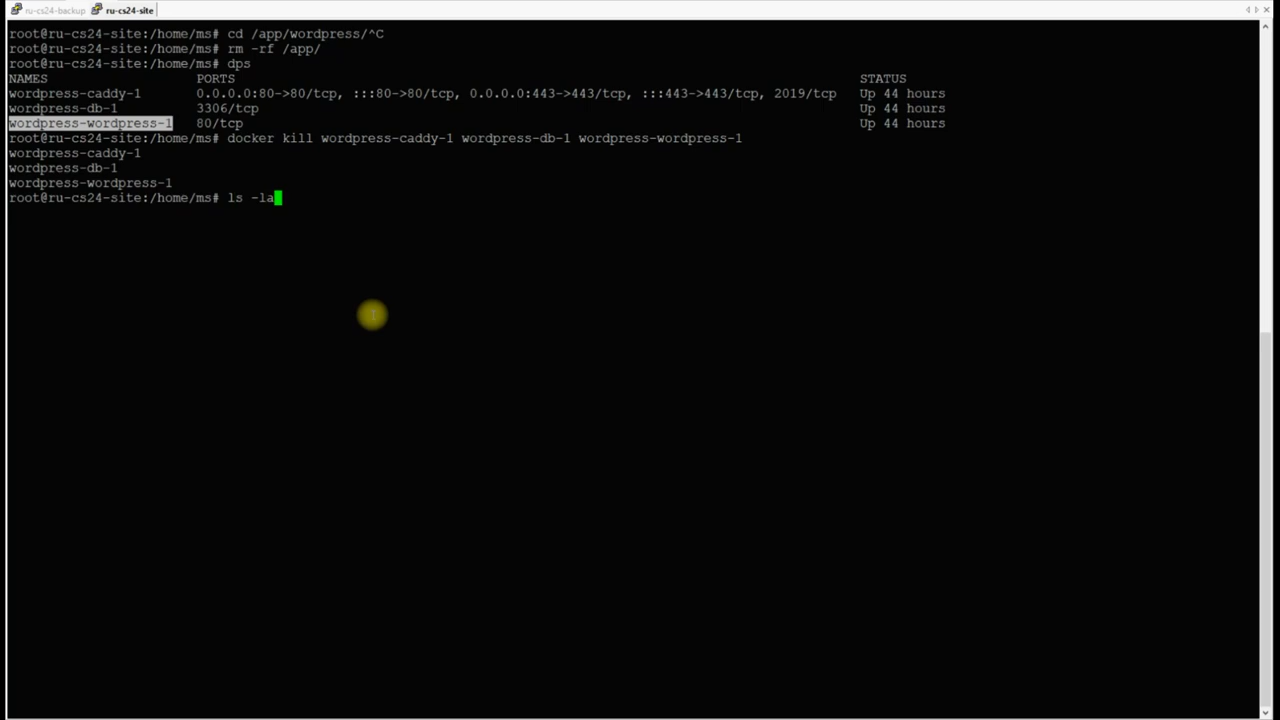 ru-cs24-backup ru-cs24-site
root@ru-cs24-site:/home/ms# cd /app/wordpress/^C
root@ru-cs24-site:/home/ms# rm -rf /app/
root@ru-cs24-site:/home/ms# dps
NAMES PORTS STATUS
wordpress-caddy-1 0.0.0.0:80->80/tcp, :::80->80/tcp, 0.0.0.0:443->443/tcp, :::443->443/tcp, 2019/tcp Up 44 hours
wordpress-db-1 3306/tcp Up 44 hours
wordpress-wordpress-1 80/tcp Up 44 hours
root@ru-cs24-site:/home/ms# docker kill wordpress-caddy-1 wordpress-db-1 wordpress-wordpress-1
wordpress-caddy-1
wordpress-db-1
wordpress-wordpress-1
root@ru-cs24-site:/home/ms# ls -la